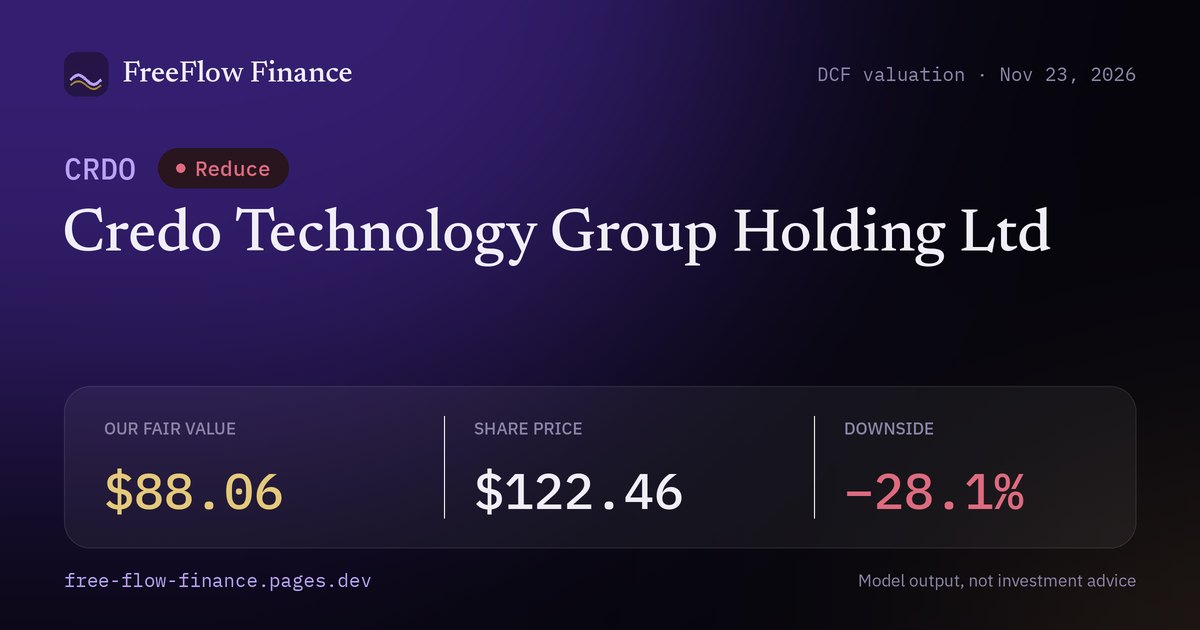 FreeFlow Finance
DCF valuation · Nov 23, 2026
CRDO
Reduce
Credo Technology Group Holding Ltd
OUR FAIR VALUE
$88.06
SHARE PRICE
$122.46
DOWNSIDE
−28.1%
free-flow-finance.pages.dev
Model output, not investment advice